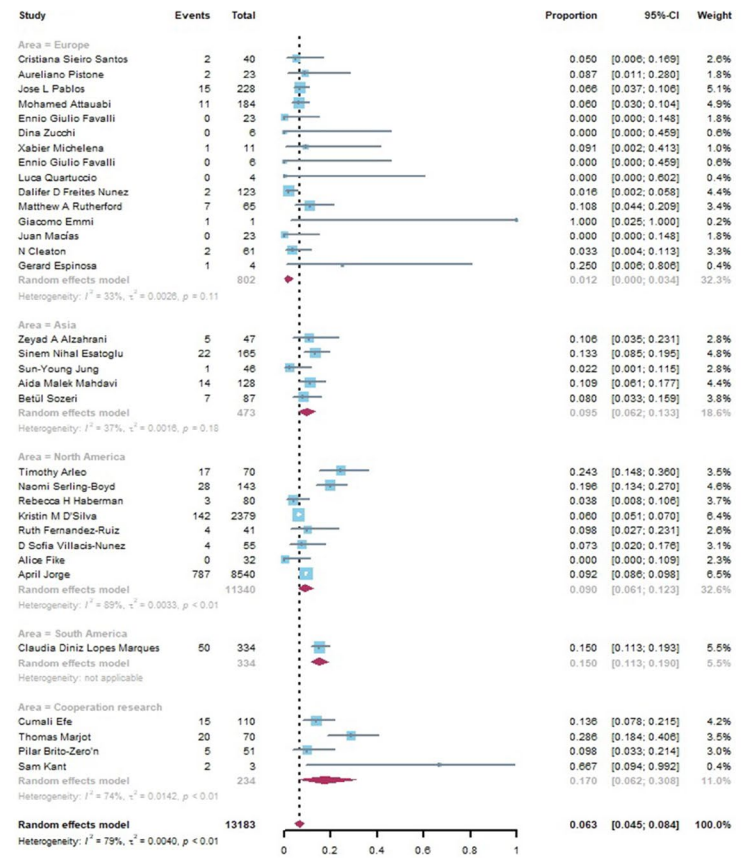 Study Events Total Proportion 95%-CI Weight
Area = Europe
Cristiana Sieiro Santos 2 40 0.050 [0.006; 0.169] 2.6%
Aureliano Pistone 2 23 0.087 [0.011; 0.280] 1.8%
Jose L Pablos 15 228 0.066 [0.037; 0.106] 5.1%
Mohamed Attauabi 11 184 0.060 [0.030; 0.104] 4.9%
Ennio Giulio Favalli 0 23 0.000 [0.000; 0.148] 1.8%
Dina Zucchi 0 6 0.000 [0.000; 0.459] 0.6%
Xabier Michelena 1 11 0.091 [0.002; 0.413] 1.0%
Ennio Giulio Favalli 0 6 0.000 [0.000; 0.459] 0.6%
Luca Quartuccio 0 4 0.000 [0.000; 0.602] 0.4%
Dalifer D Freites Nunez 2 123 0.016 [0.002; 0.058] 4.4%
Matthew A Rutherford 7 65 0.108 [0.044; 0.209] 3.4%
Giacomo Emmi 1 1 1.000 [0.025; 1.000] 0.2%
Juan Macías 0 23 0.000 [0.000; 0.148] 1.8%
N Cleaton 2 61 0.033 [0.004; 0.113] 3.3%
Gerard Espinosa 1 4 0.250 [0.006; 0.806] 0.4%
Random effects model 802 0.012 [0.000; 0.034] 32.3%
Heterogeneity: I² = 33%, τ² = 0.0026, p = 0.11
Area = Asia
Zeyad A Alzahrani 5 47 0.106 [0.035; 0.231] 2.8%
Sinem Nihal Esatoglu 22 165 0.133 [0.085; 0.195] 4.8%
Sun-Young Jung 1 46 0.022 [0.001; 0.115] 2.8%
Aida Malek Mahdavi 14 128 0.109 [0.061; 0.177] 4.4%
Betül Sozeri 7 87 0.080 [0.033; 0.159] 3.9%
Random effects model 473 0.095 [0.062; 0.133] 18.6%
Heterogeneity: I² = 37%, τ² = 0.0016, p = 0.18
Area = North America
Timothy Arleo 17 70 0.243 [0.148; 0.360] 3.5%
Naomi Serling-Boyd 28 143 0.196 [0.134; 0.270] 4.6%
Rebecca H Haberman 3 80 0.038 [0.008; 0.106] 3.7%
Kristin M D'Silva 142 2379 0.060 [0.051; 0.070] 6.4%
Ruth Fernandez-Ruiz 4 41 0.098 [0.027; 0.231] 2.6%
D Sofia Villacis-Nunez 4 55 0.073 [0.020; 0.176] 3.1%
Alice Fike 0 32 0.000 [0.000; 0.109] 2.3%
April Jorge 787 8540 0.092 [0.086; 0.098] 6.5%
Random effects model 11340 0.090 [0.061; 0.123] 32.6%
Heterogeneity: I² = 89%, τ² = 0.0033, p < 0.01
Area = South America
Claudia Diniz Lopes Marques 50 334 0.150 [0.113; 0.193] 5.5%
Random effects model 334 0.150 [0.113; 0.190] 5.5%
Heterogeneity: not applicable
Area = Cooperation research
Cumali Efe 15 110 0.136 [0.078; 0.215] 4.2%
Thomas Marjot 20 70 0.286 [0.184; 0.406] 3.5%
Pilar Brito-Zero'n 5 51 0.098 [0.033; 0.214] 3.0%
Sam Kant 2 3 0.667 [0.094; 0.992] 0.4%
Random effects model 234 0.170 [0.062; 0.308] 11.0%
Heterogeneity: I² = 74%, τ² = 0.0142, p < 0.01
Random effects model 13183 0.063 [0.045; 0.084] 100.0%
Heterogeneity: I² = 79%, τ² = 0.0040, p < 0.01
0 0.2 0.4 0.6 0.8 1